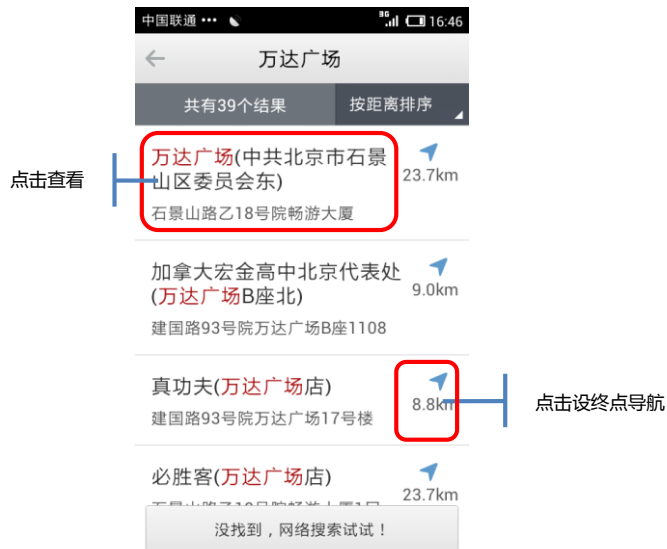 中国联通 ••• 3G 16:46
万达广场
共有39个结果 按距离排序
点击查看
万达广场(中共北京市石景
山区委员会东)
23.7km
石景山路乙18号院畅游大厦
加拿大宏金高中北京代表处
(万达广场B座北)
9.0km
建国路93号院万达广场B座1108
真功夫(万达广场店)
8.8km
点击设终点导航
建国路93号院万达广场17号楼
必胜客(万达广场店)
23.7km
没找到，网络搜索试试！